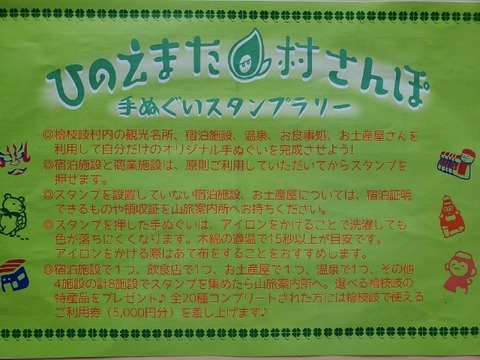 ひのえまた村さんぽ
手ぬぐいスタンプラリー
◎檜枝岐村内の観光名所、宿泊施設、温泉、お食事処、お土産屋さんを
利用して自分だけのオリジナル手ぬぐいを完成させよう!
◎宿泊施設と商業施設は、原則ご利用していただいてからスタンプを
押せます。
◎スタンプを設置していない宿泊施設、お土産屋については、宿泊証明
できるものや領収証を山旅案内所へお持ちください。
◎スタンプを押した手ぬぐいは、アイロンをかけることで洗濯しても
色が落ちにくくなります。木綿の適温で15秒以上が目安です。
アイロンをかける際はあて布をすることをおすすめします。
◎宿泊施設で1つ、飲食店で1つ、お土産屋で1つ、温泉で1つ、その他
4施設の計8施設でスタンプを集めたら山旅案内所へ。選べる檜枝岐の
特産品をプレゼント♪ 全20種コンプリートされた方には檜枝岐で使える
ご利用券(5,000円分)を差し上げます♪